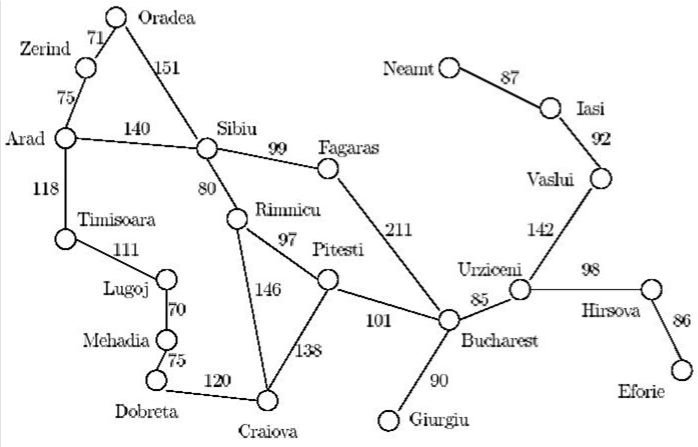 Oradea
71
Zerind
151
Neamt
87
75
Iasi
140
Sibiu
92
Arad
99
Fagaras
118
80
Vaslui
Timisoara
Rimnicu
111
97
211
142
Pitesti
Urziceni
98
Lugoj
146
85
Hirsova
70
101
86
Mehadia
138
Bucharest
75
120
90
Eforie
Dobreta
Giurgiu
Craiova